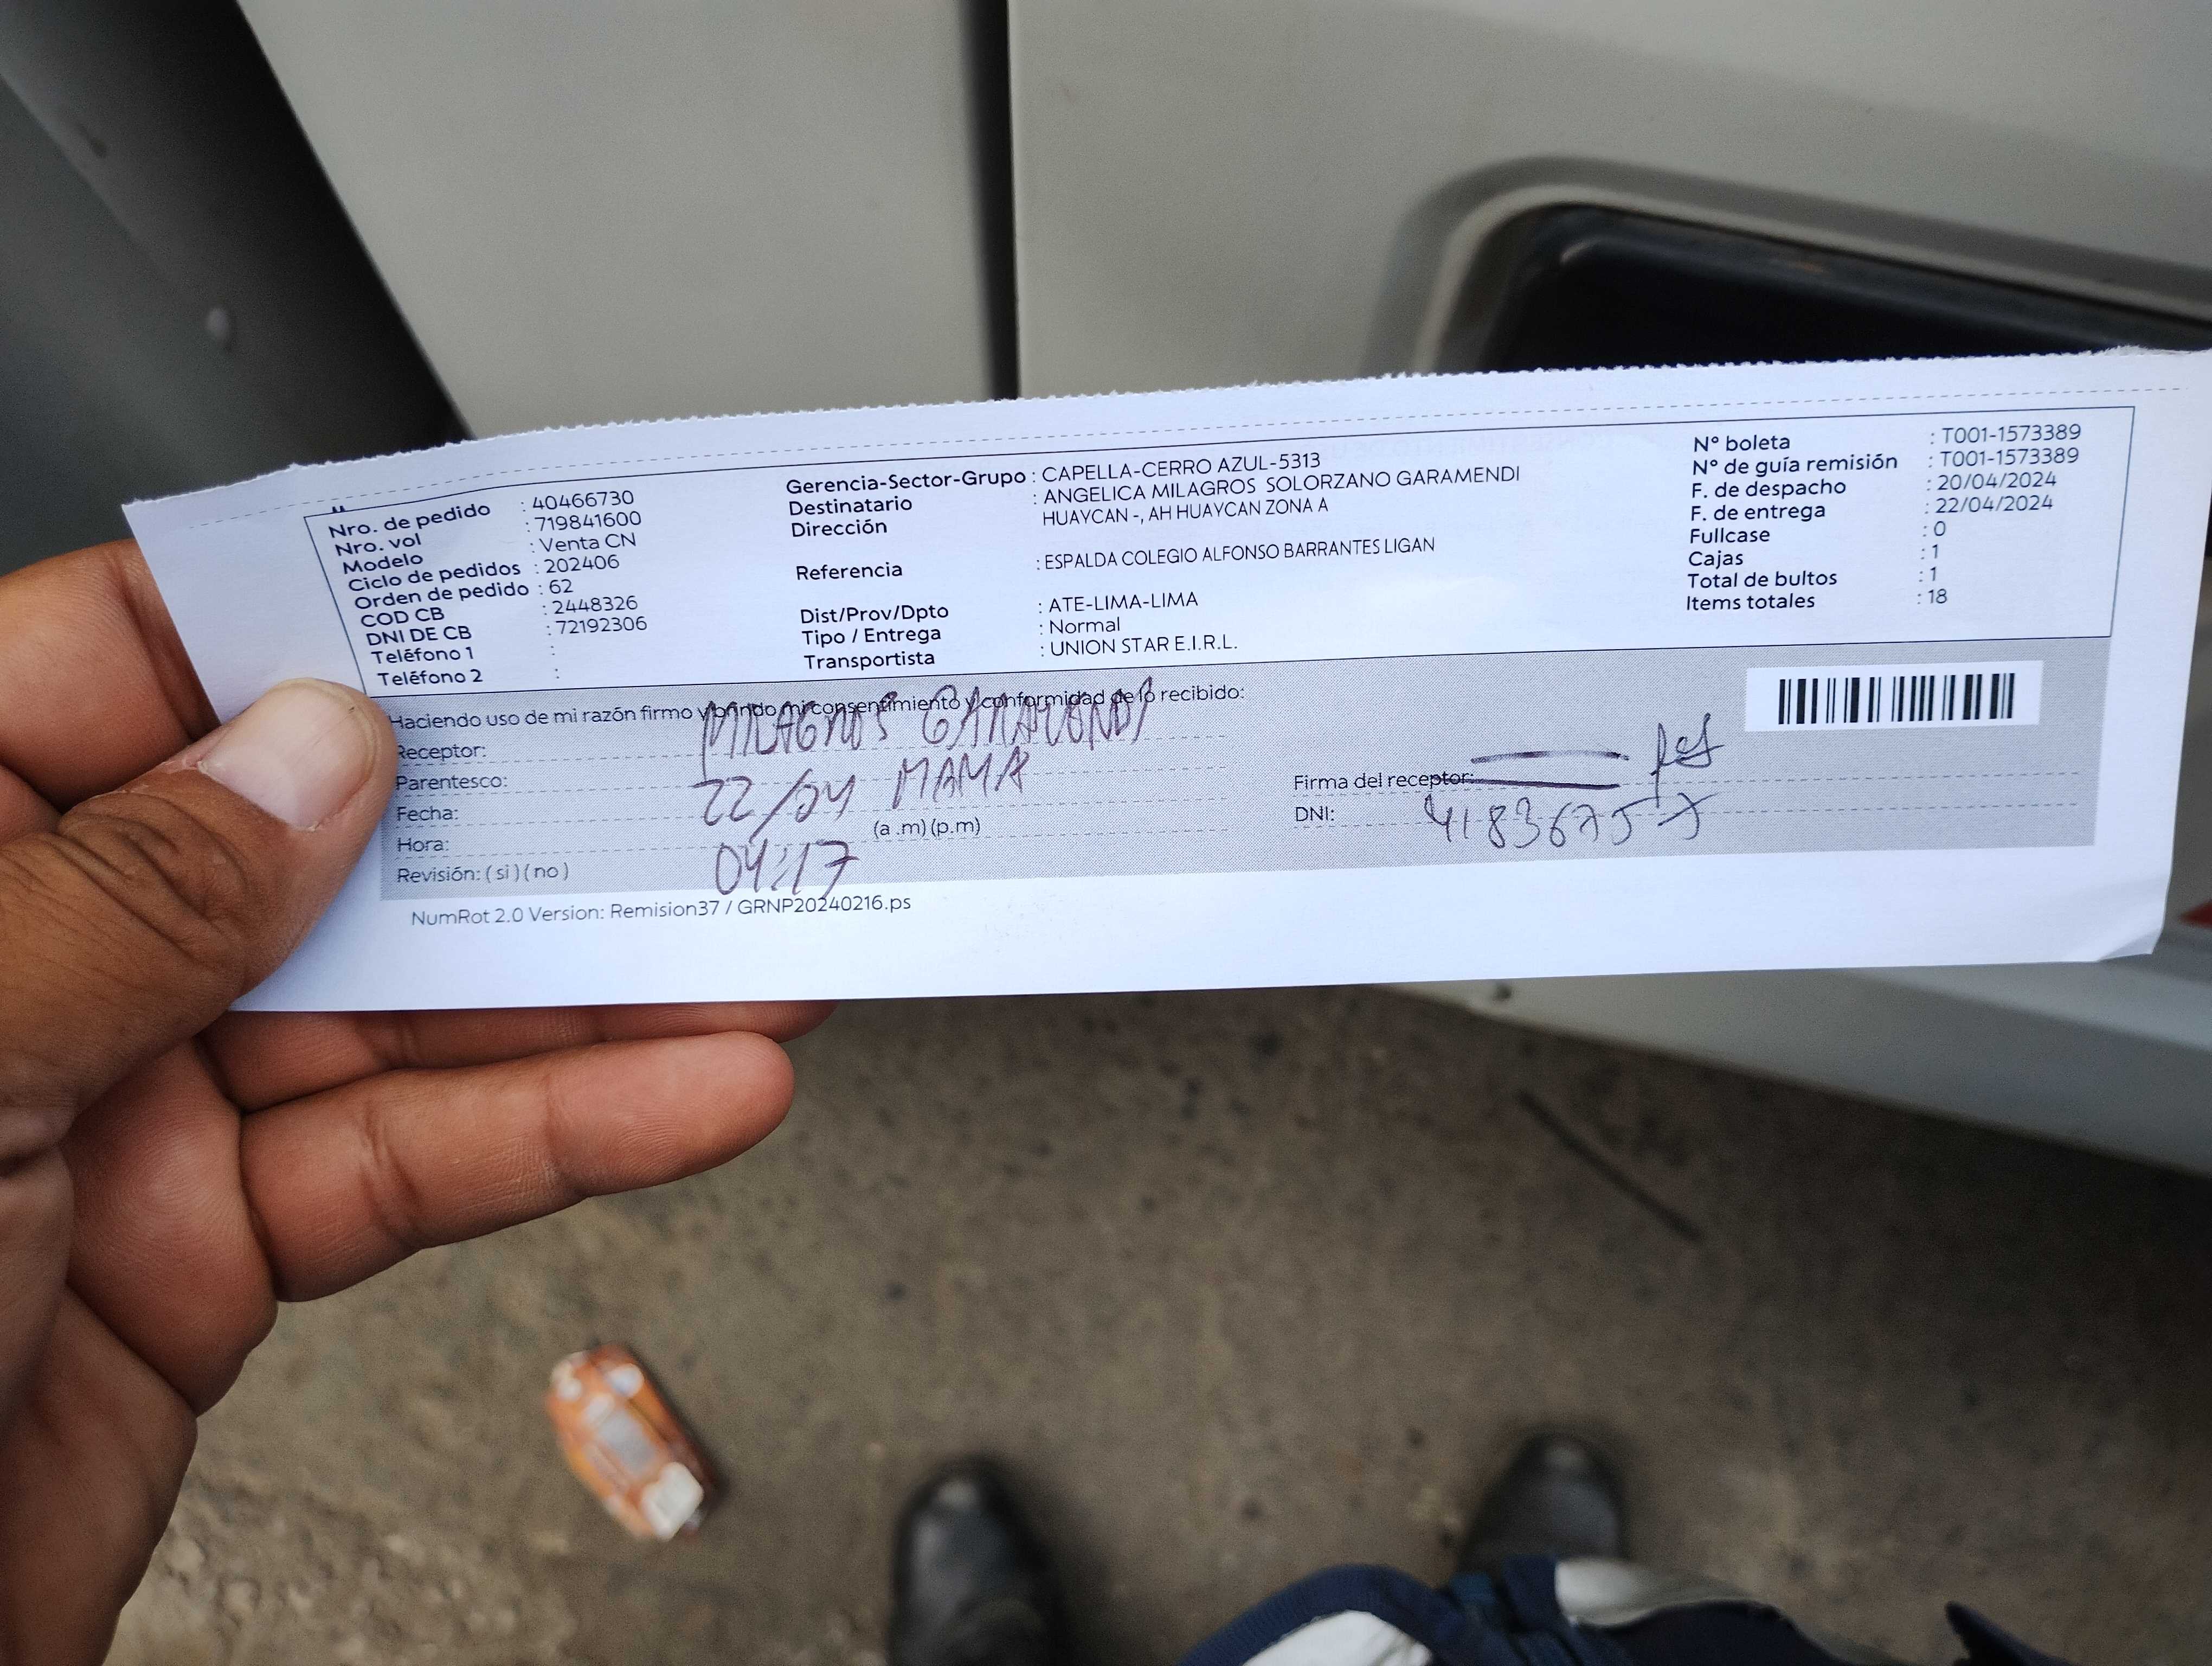 Nro. de pedido : 40466730
Nro. vol : 719841600
Modelo : Venta CN
Ciclo de pedidos : 202406
Orden de pedido : 62
COD CB : 2448326
DNI DE CB : 72192306
Teléfono 1 :
Teléfono 2 :
Gerencia-Sector-Grupo : CAPELLA-CERRO AZUL-5313
Destinatario : ANGELICA MILAGROS SOLORZANO GARAMENDI
Dirección HUAYCAN -, AH HUAYCAN ZONA A
Referencia : ESPALDA COLEGIO ALFONSO BARRANTES LIGAN
Dist/Prov/Dpto : ATE-LIMA-LIMA
Tipo / Entrega : Normal
Transportista : UNION STAR E.I.R.L.
N° boleta : T001-1573389
N° de guía remisión : T001-1573389
F. de despacho : 20/04/2024
F. de entrega : 22/04/2024
Fullcase : 0
Cajas : 1
Total de bultos : 1
Items totales : 18
Haciendo uso de mi razón firmo y brindo mi consentimiento y conformidad de lo recibido:
Receptor: MILAGROS
Parentesco: MAMA
Fecha: 22/04
(a .m) (p.m)
Hora: 04:17
Revisión: ( si ) ( no )
Firma del receptor:
DNI:
NumRot 2.0 Version: Remision37 / GRNP20240216.ps